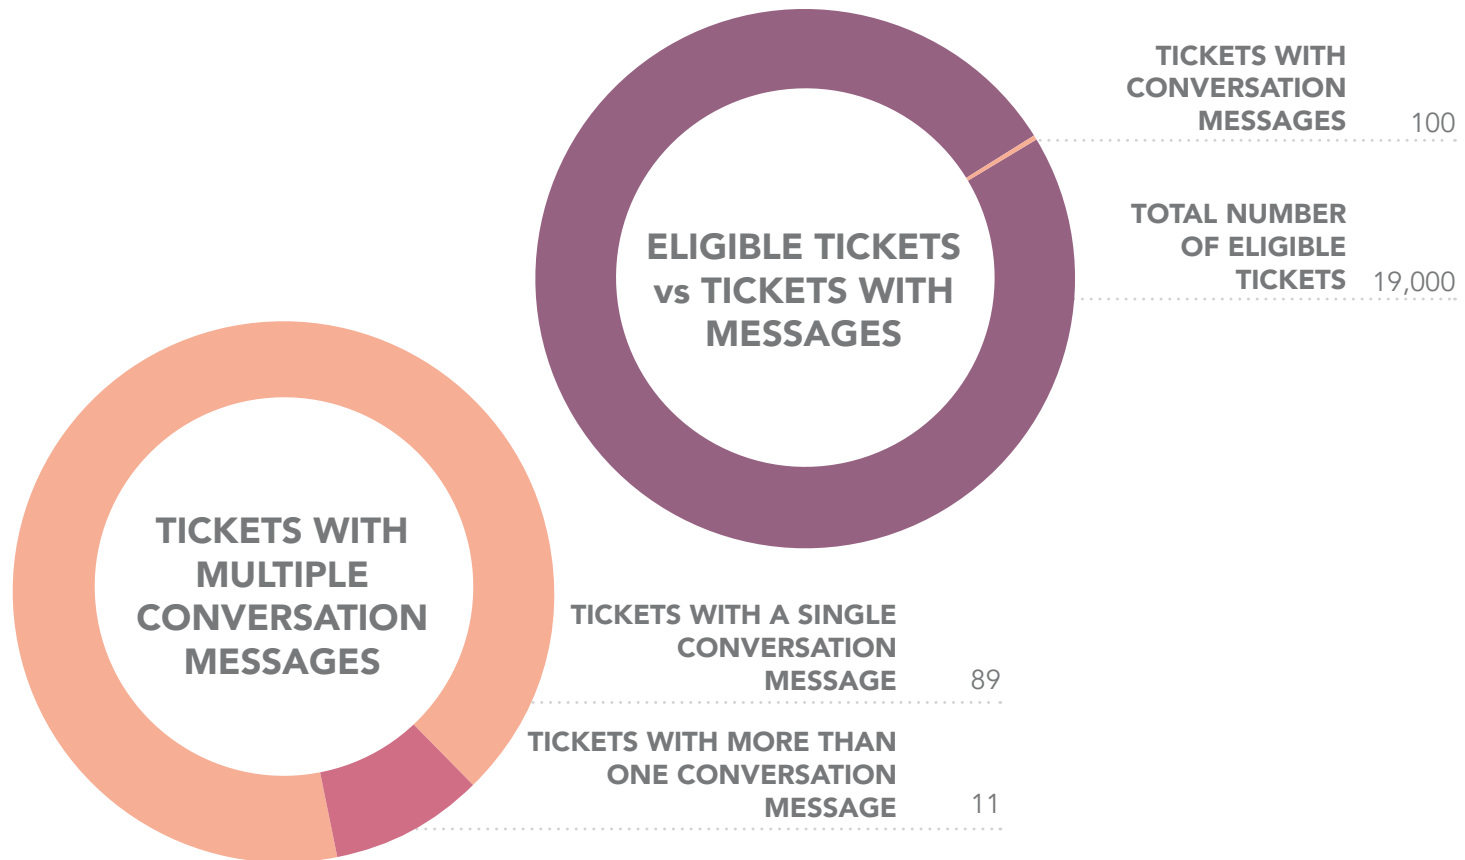 TICKETS WITH
CONVERSATION
MESSAGES 100
TOTAL NUMBER
OF ELIGIBLE
TICKETS 19,000
ELIGIBLE TICKETS
vs TICKETS WITH
MESSAGES
TICKETS WITH
MULTIPLE
CONVERSATION
MESSAGES
TICKETS WITH A SINGLE
CONVERSATION
MESSAGE 89
TICKETS WITH MORE THAN
ONE CONVERSATION
MESSAGE 11